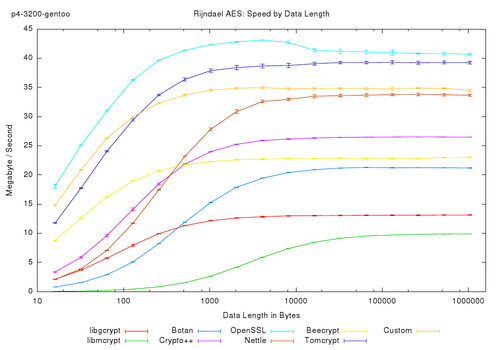 p4-3200-gentoo
Rijndael AES: Speed by Data Length
Megabyte / Second
45
40
35
30
25
20
15
10
5
0
10 100 1000 10000 100000 1000000
Data Length in Bytes
libgcrypt Botan OpenSSL Beecrypt Custom
libmcrypt Crypto++ Nettle Tomcrypt